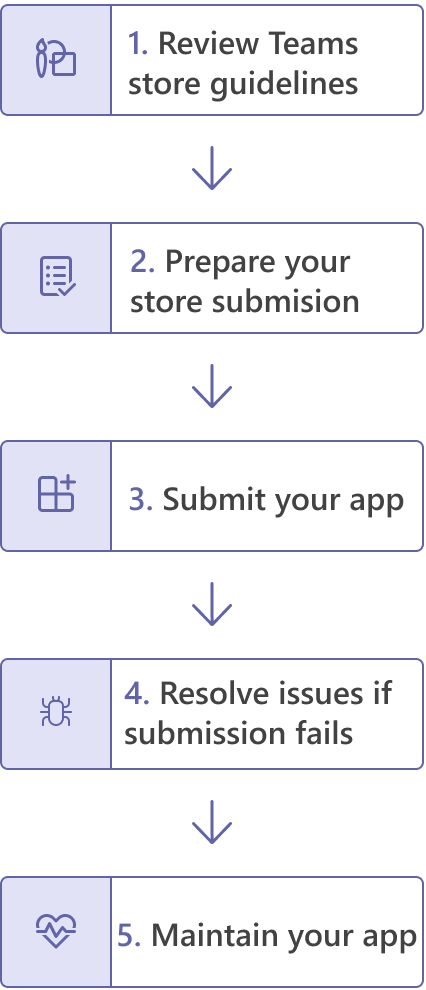 1. Review Teams
store guidelines
2. Prepare your
store submision
3. Submit your app
4. Resolve issues if
submission fails
5. Maintain your app